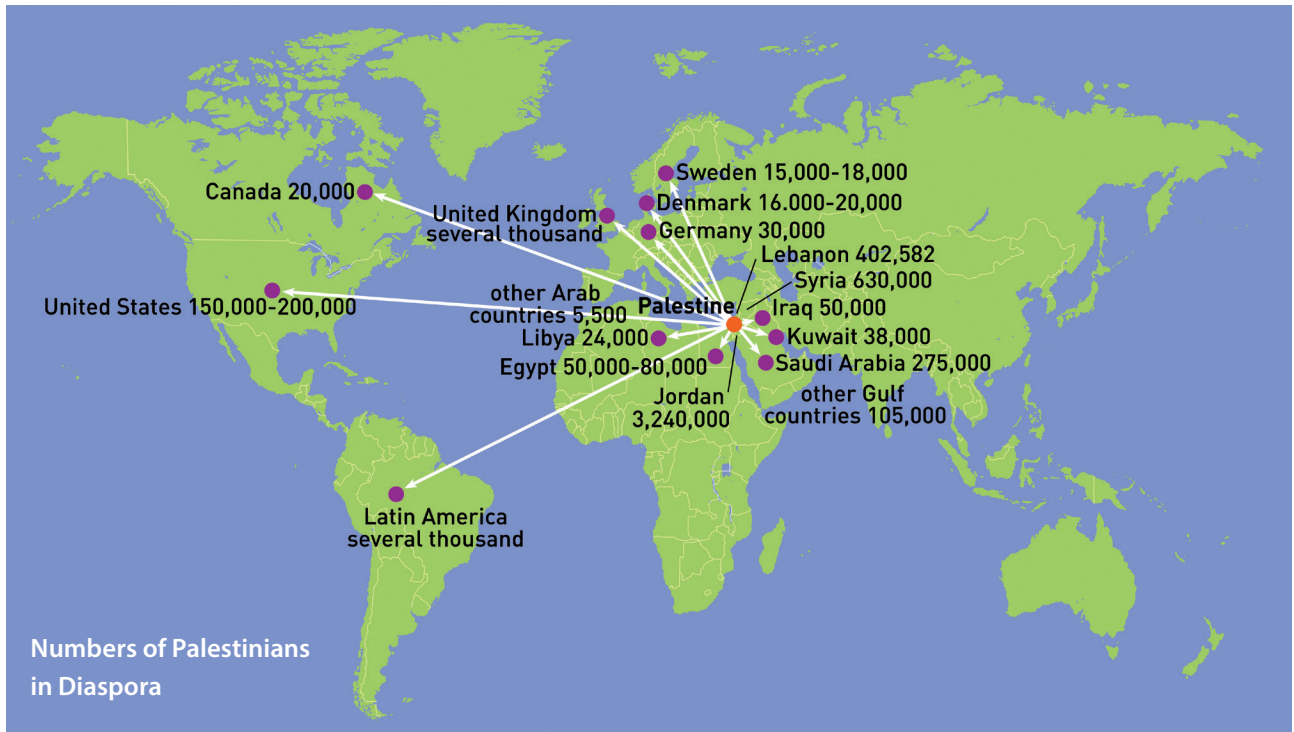 Sweden 15,000-18,000
Canada 20,000
Denmark 16.000-20,000
United Kingdom
several thousand
Germany 30,000
Lebanon 402,582
Syria 630,000
other Arab
countries 5,500
Palestine
Iraq 50,000
United States 150,000-200,000
Libya 24,000
Kuwait 38,000
Egypt 50,000-80,000
Saudi Arabia 275,000
Jordan
3,240,000
other Gulf
countries 105,000
Latin America
several thousand
Numbers of Palestinians
in Diaspora